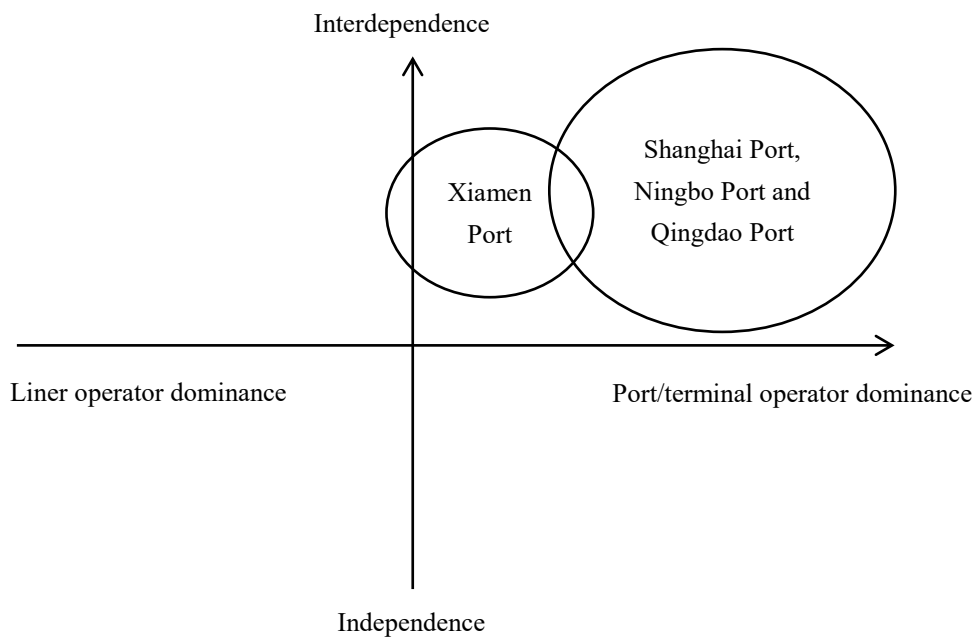 Interdependence
Shanghai Port,
Ningbo Port and
Qingdao Port
Xiamen
Port
Liner operator dominance
Port/terminal operator dominance
Independence